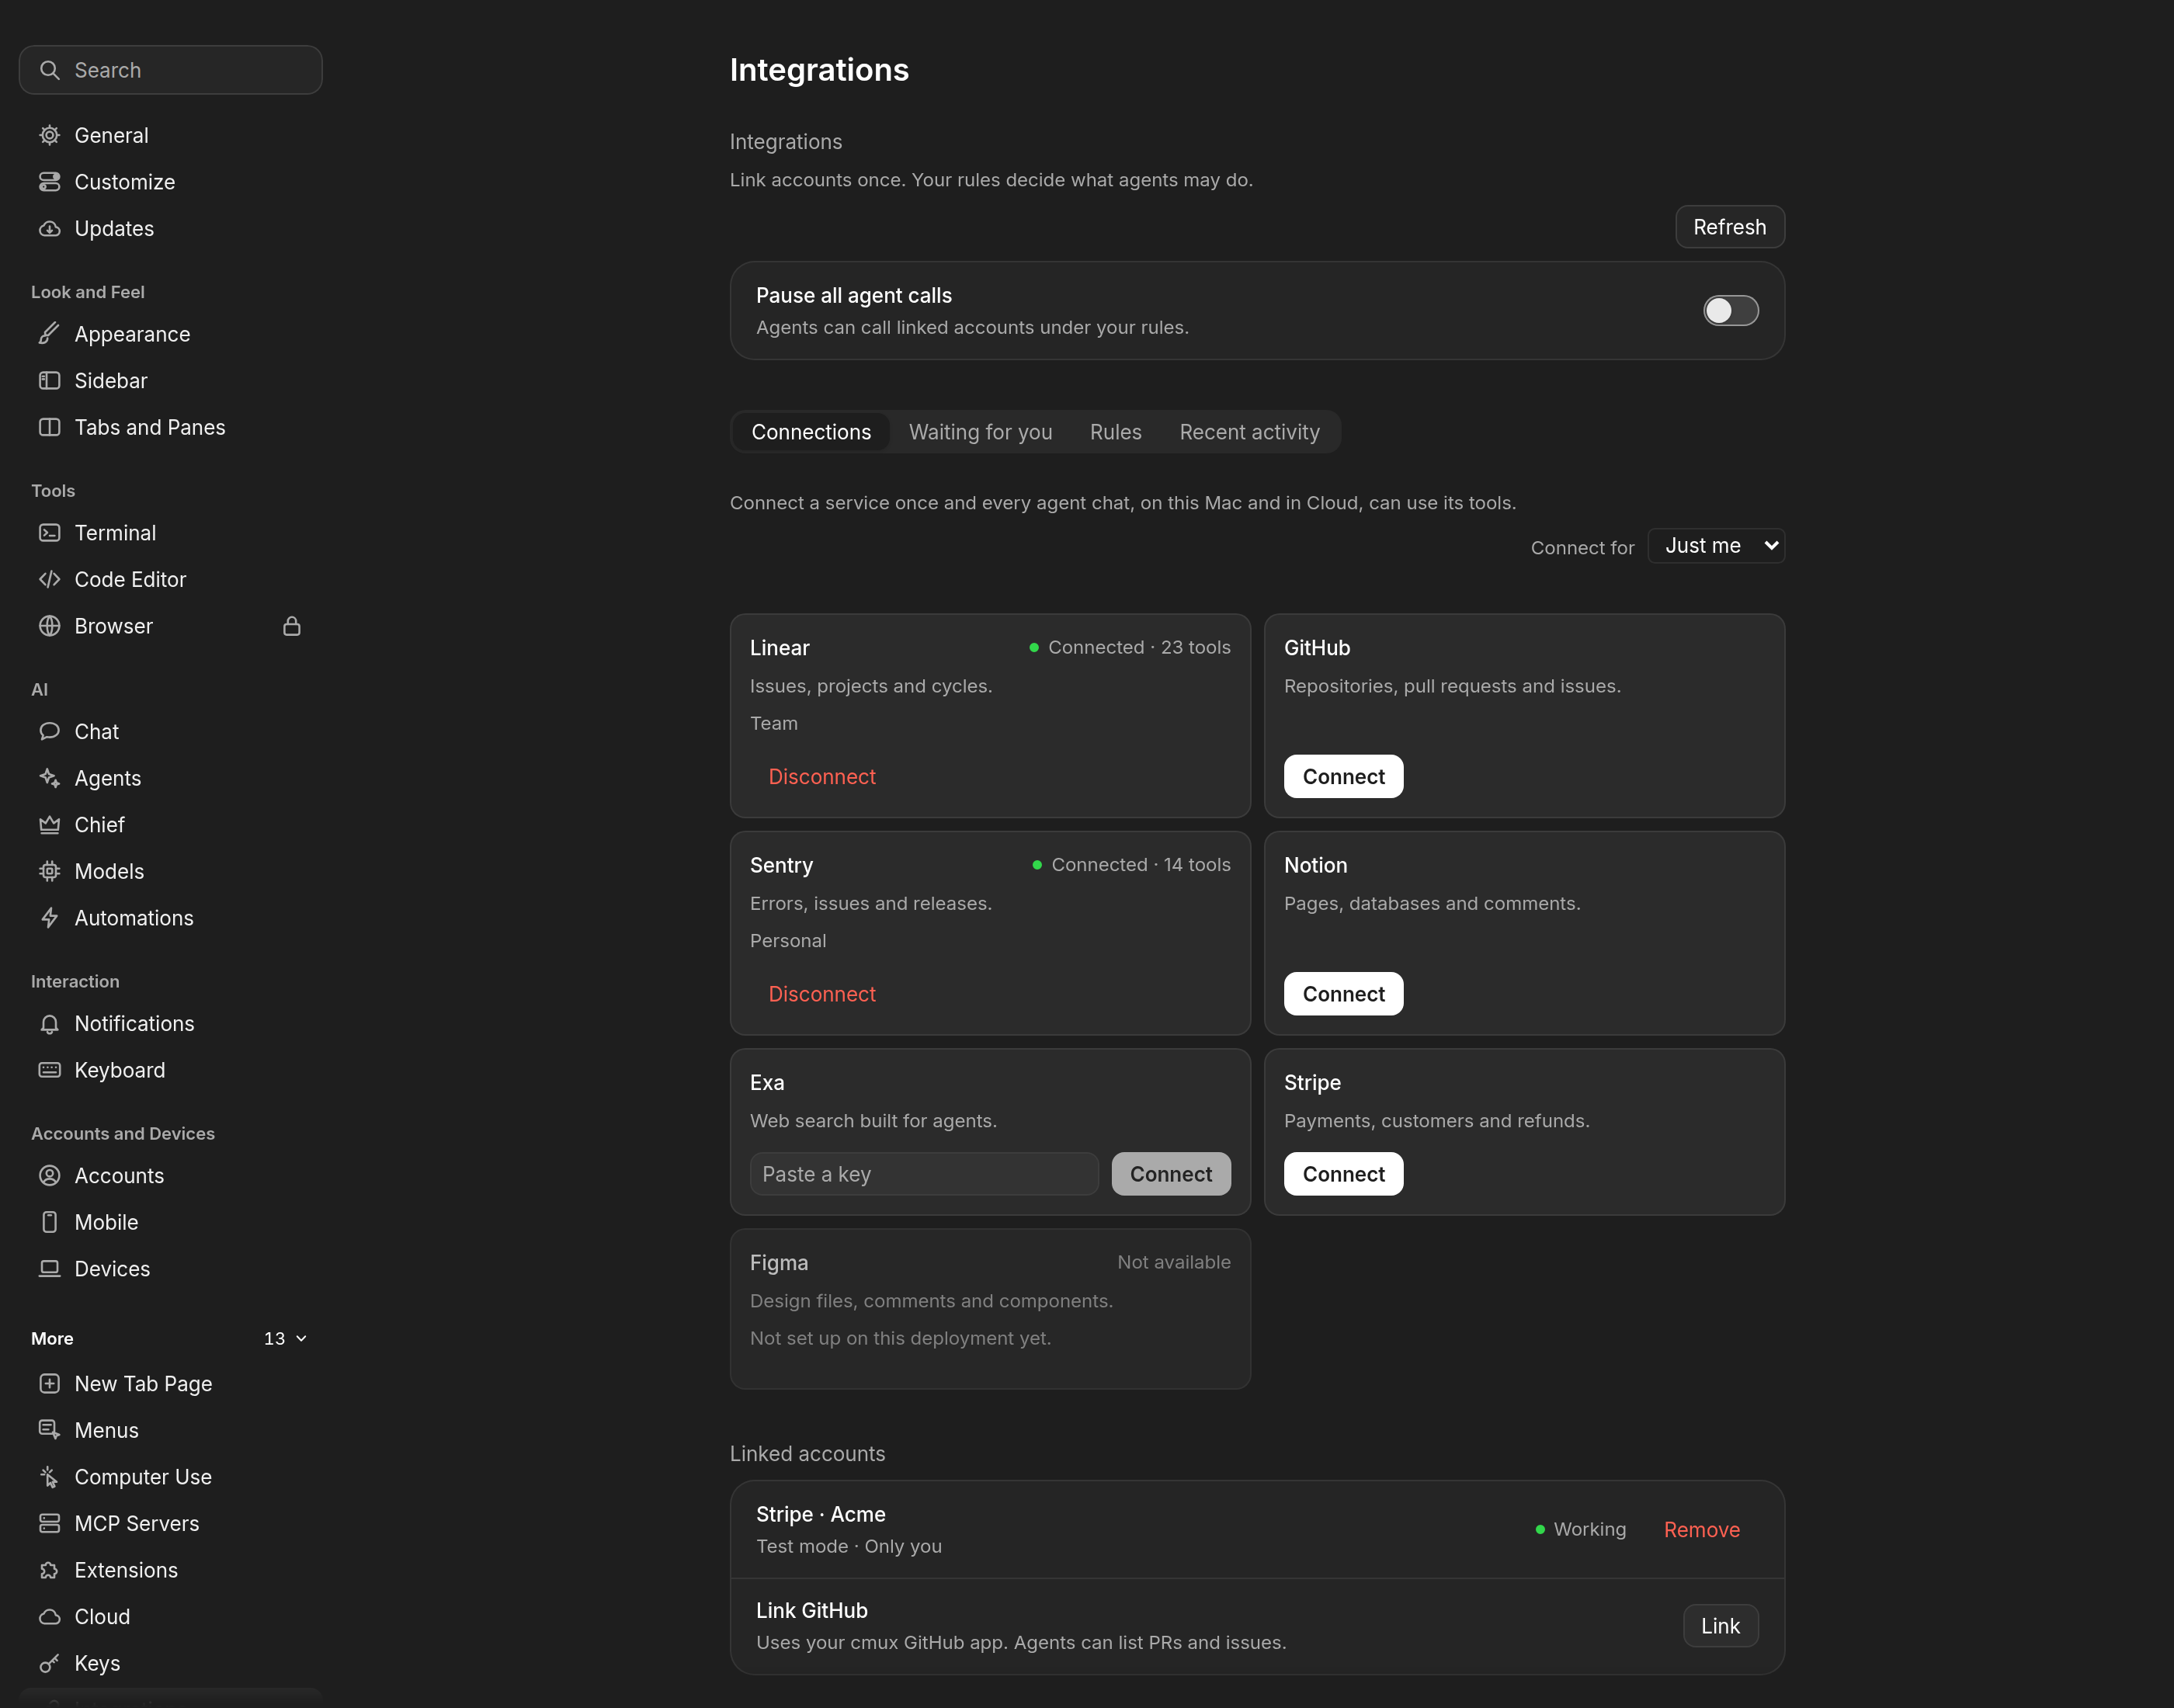 Search
General
Customize
Updates
Look and Feel
Appearance
Sidebar
Tabs and Panes
Tools
Terminal
Code Editor
Browser
AI
Chat
Agents
Chief
Models
Automations
Interaction
Notifications
Keyboard
Accounts and Devices
Accounts
Mobile
Devices
More 13
New Tab Page
Menus
Computer Use
MCP Servers
Extensions
Cloud
Keys
Integrations
Integrations
Link accounts once. Your rules decide what agents may do.
Refresh
Pause all agent calls
Agents can call linked accounts under your rules.
Connections Waiting for you Rules Recent activity
Connect a service once and every agent chat, on this Mac and in Cloud, can use its tools.
Connect for Just me
Linear Connected · 23 tools
Issues, projects and cycles.
Team
Disconnect
GitHub
Repositories, pull requests and issues.
Connect
Sentry Connected · 14 tools
Errors, issues and releases.
Personal
Disconnect
Notion
Pages, databases and comments.
Connect
Exa
Web search built for agents.
Paste a key Connect
Stripe
Payments, customers and refunds.
Connect
Figma Not available
Design files, comments and components.
Not set up on this deployment yet.
Linked accounts
Stripe · Acme
Test mode · Only you
Working Remove
Link GitHub
Uses your cmux GitHub app. Agents can list PRs and issues.
Link